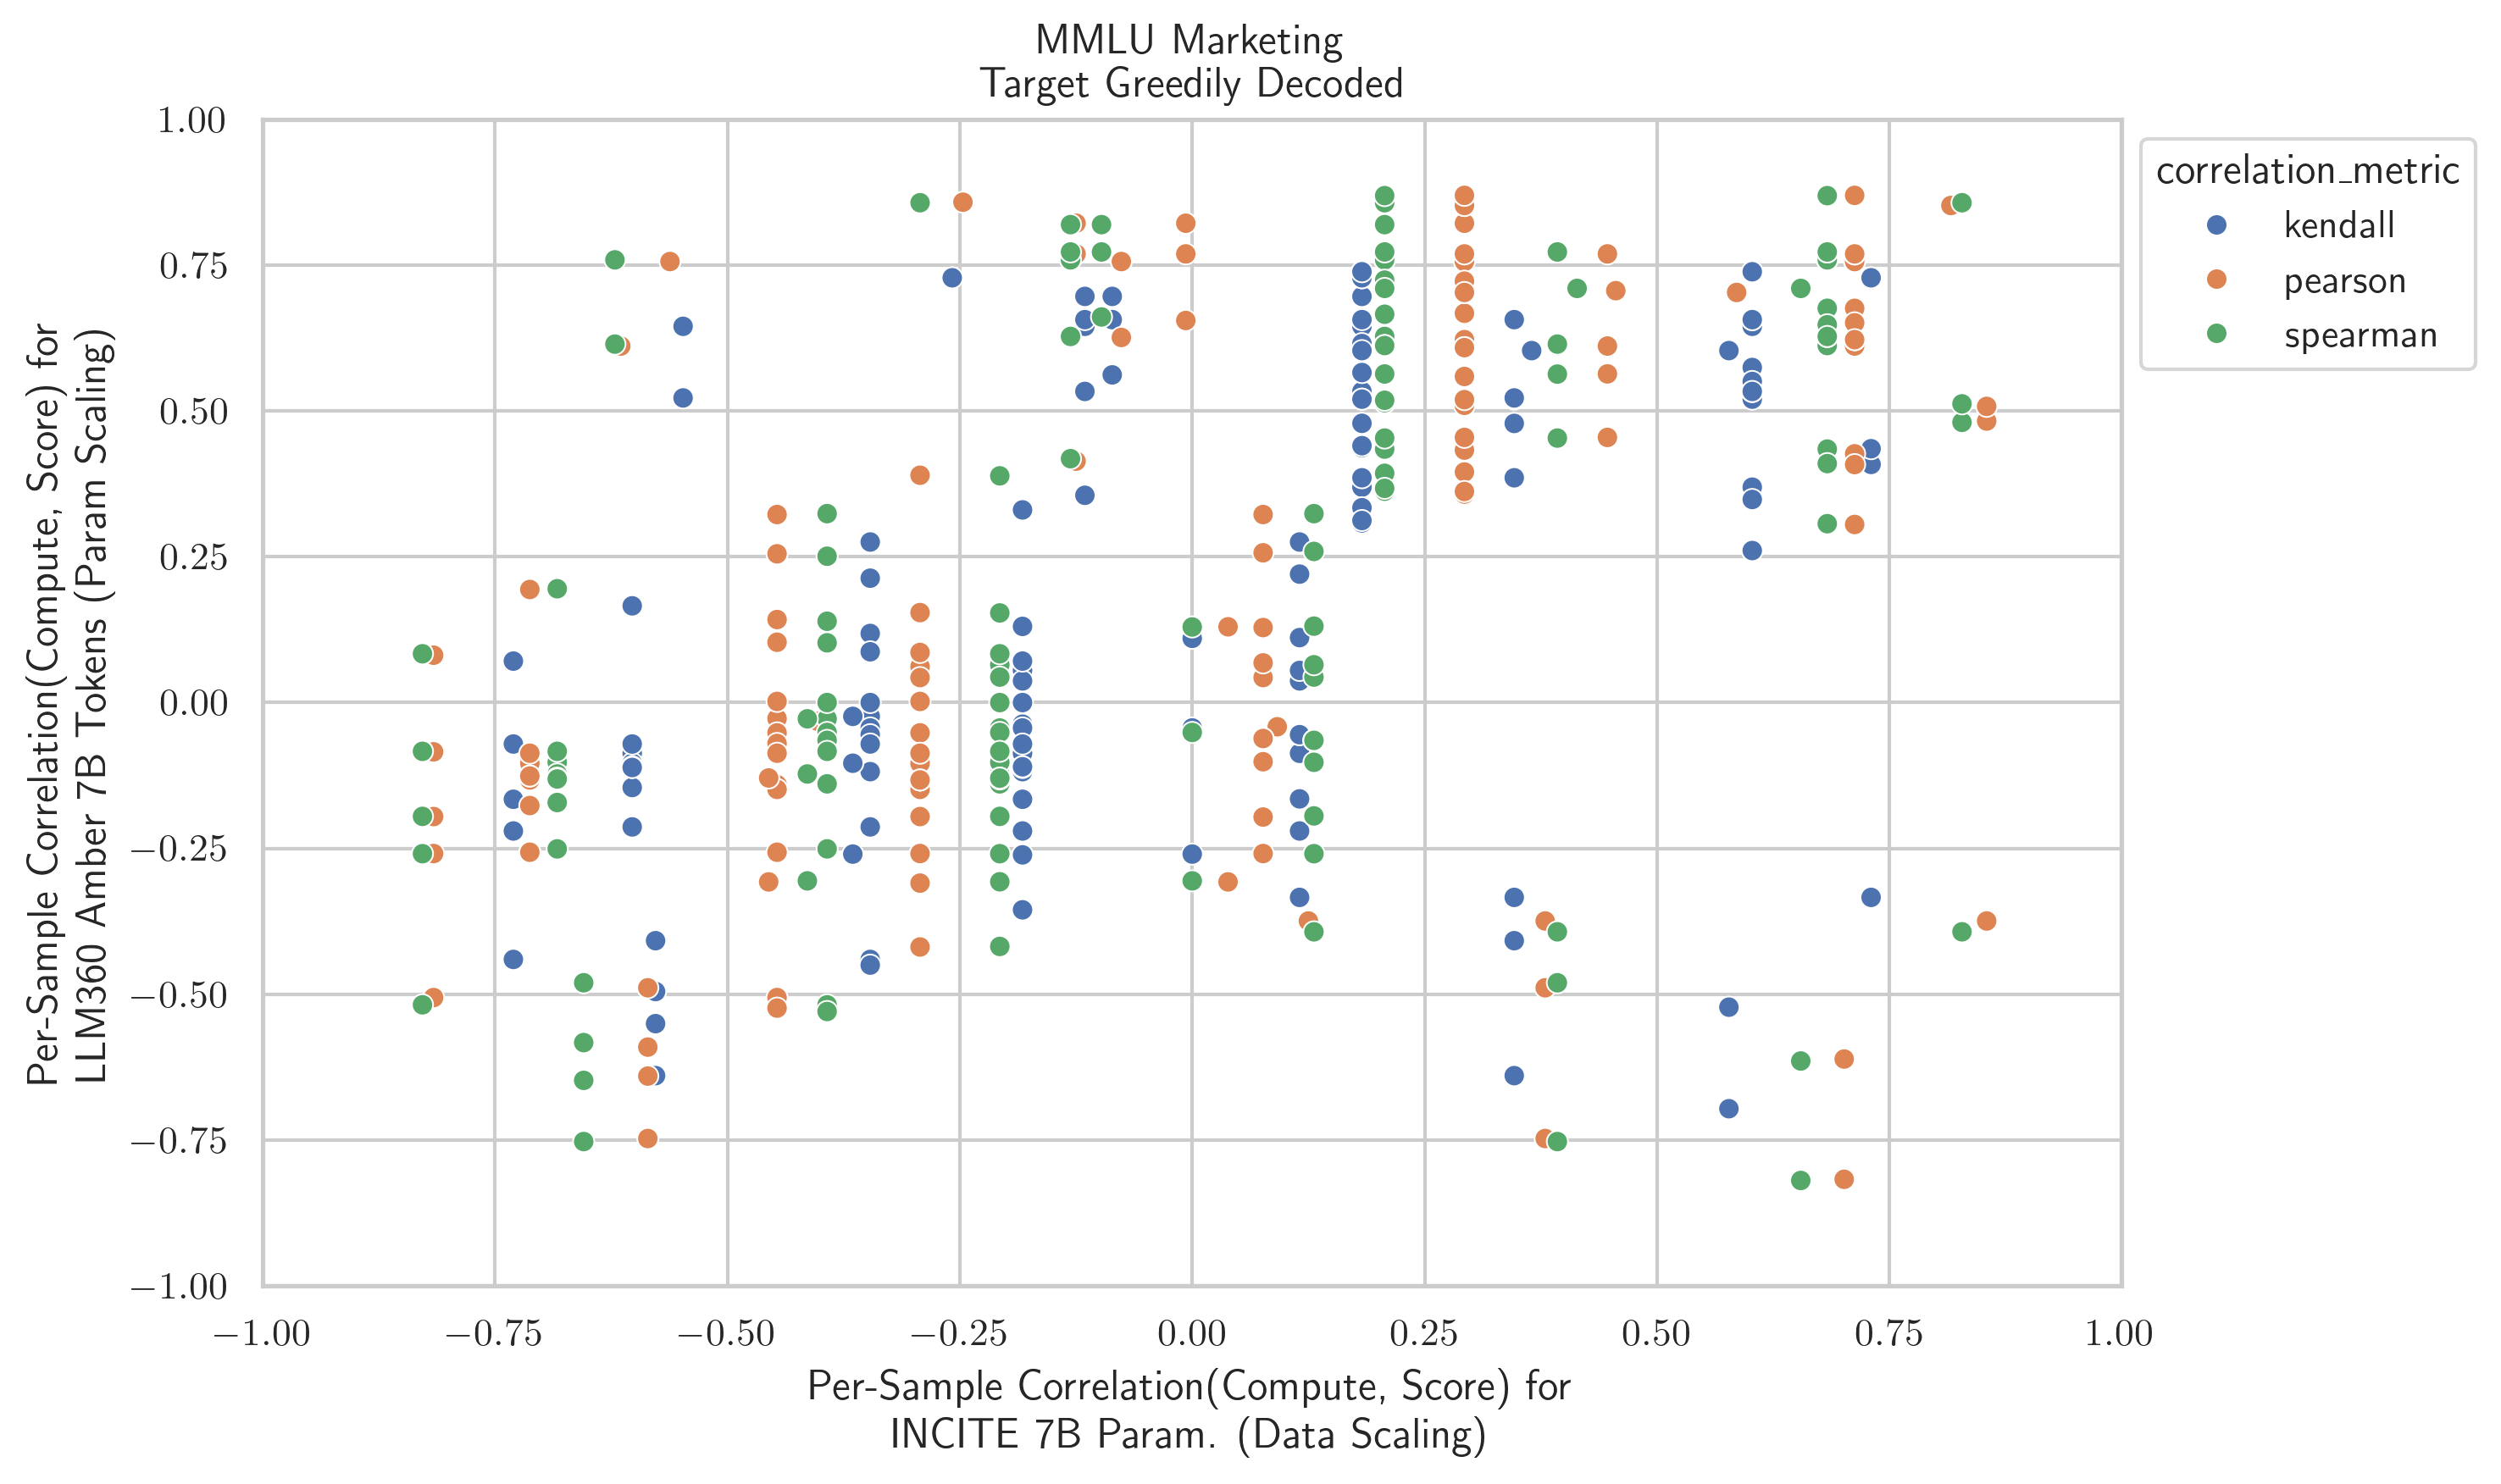 MMLU Marketing
Target Greedily Decoded
Per-Sample Correlation(Compute, Score) for
LLM360 Amber 7B Tokens (Param Scaling)
1.00
0.75
0.50
0.25
0.00
−0.25
−0.50
−0.75
−1.00
correlation_metric
kendall
pearson
spearman
−1.00 −0.75 −0.50 −0.25 0.00 0.25 0.50 0.75 1.00
Per-Sample Correlation(Compute, Score) for
INCITE 7B Param. (Data Scaling)